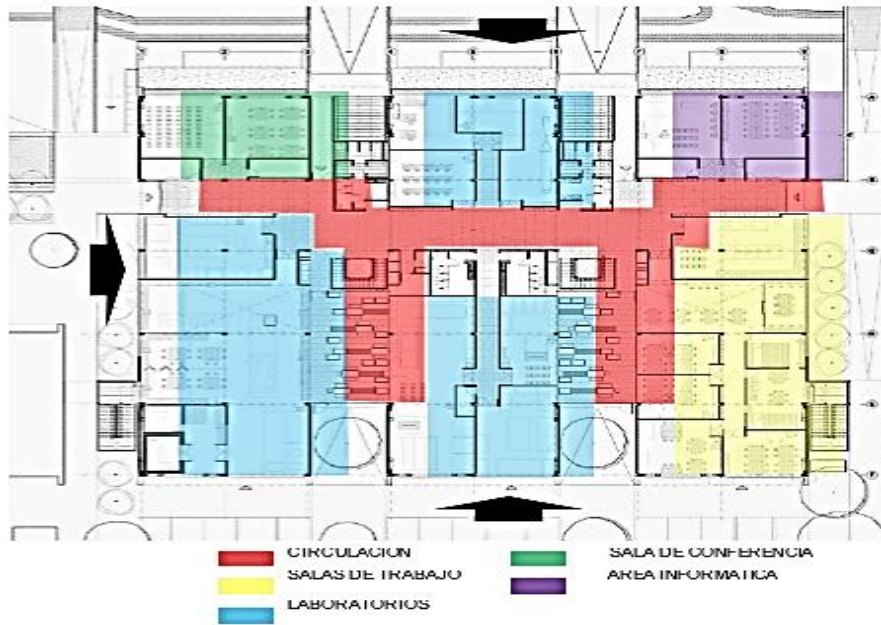 CIRCULACION
SALA DE CONFERENCIA
SALAS DE TRABAJO
AREA INFORMATICA
LABORATORIOS